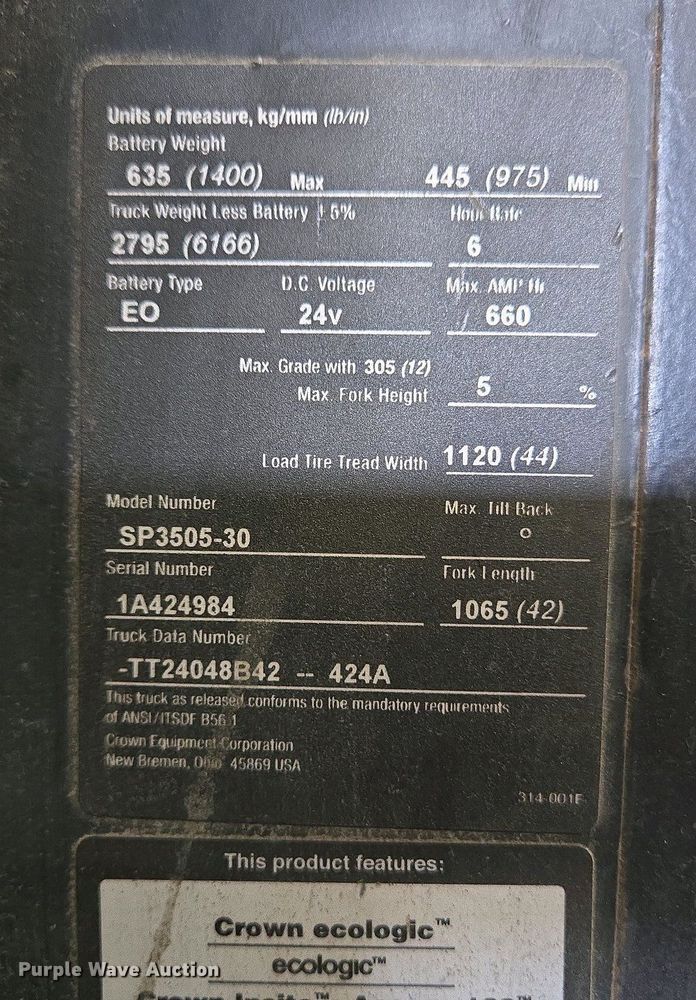 Units of measure, kg/mm (lb/in)
Battery Weight
635 (1400) Max 445 (975) Min
Truck Weight Less Battery ± 5% Hour Rate
2795 (6166) 6
Battery Type D.C. Voltage Max. AMP Hr
EO 24v 660
Max. Grade with 305 (12)
Max. Fork Height 5 %
Load Tire Tread Width 1120 (44)
Model Number Max. Tilt Back
SP3505-30 °
Serial Number Fork Length
1A424984 1065 (42)
Truck Data Number
-TT24048B42 -- 424A
This truck as released conforms to the mandatory requirements
of ANSI/ITSDF B56.1
Crown Equipment Corporation
New Bremen, Ohio 45869 USA
314-001F
This product features:
Crown ecologic™
ecologic™
Purple Wave Auction